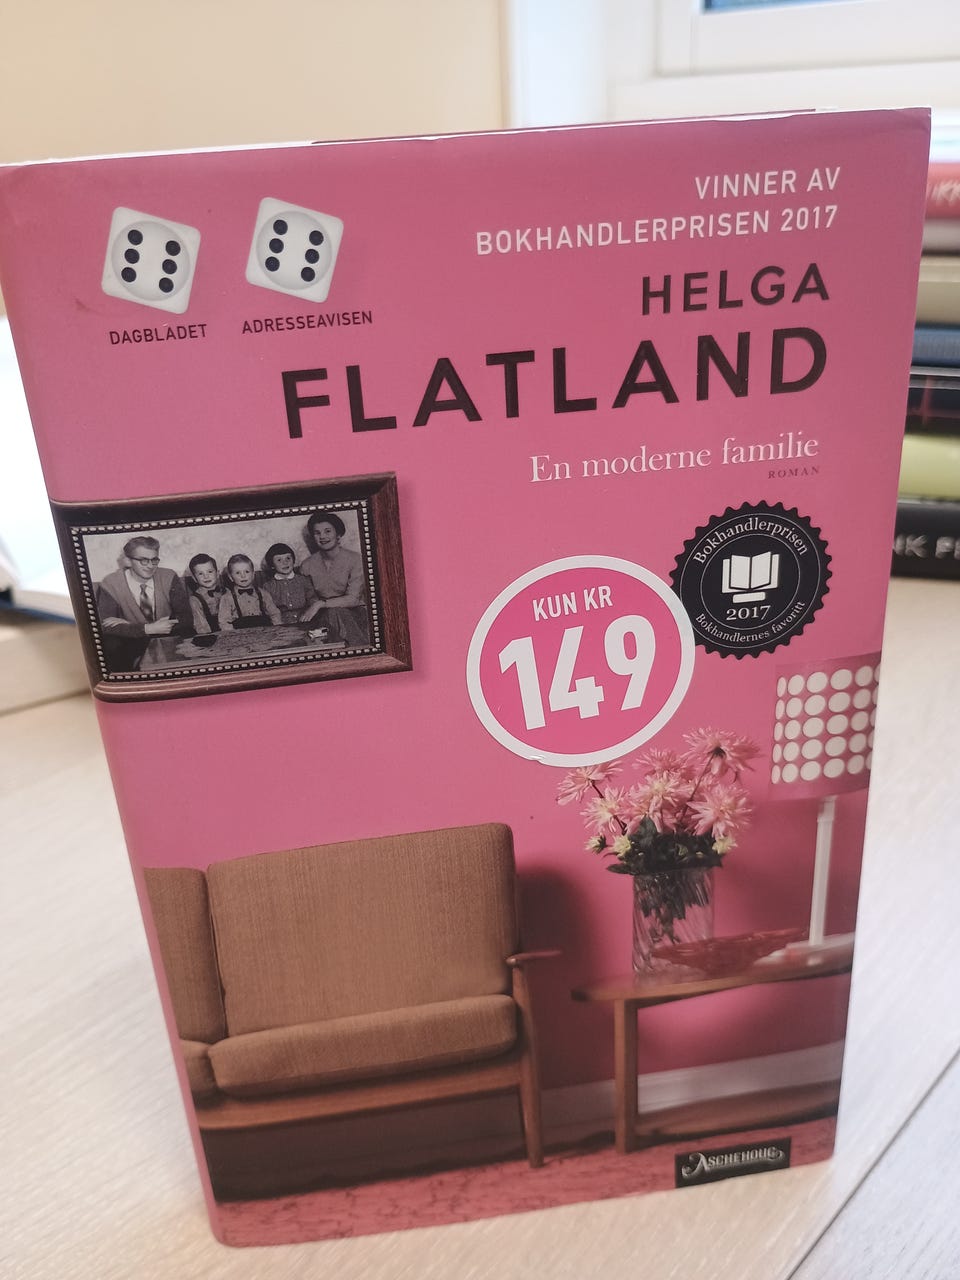 VINNER AV
BOKHANDLERPRISEN 2017
DAGBLADET
ADRESSEAVISEN
HELGA
FLATLAND
En moderne familie
ROMAN
Bokhandlerprisen
2017
Bokhandlernes favoritt
KUN KR
149
ASCHEHOUG